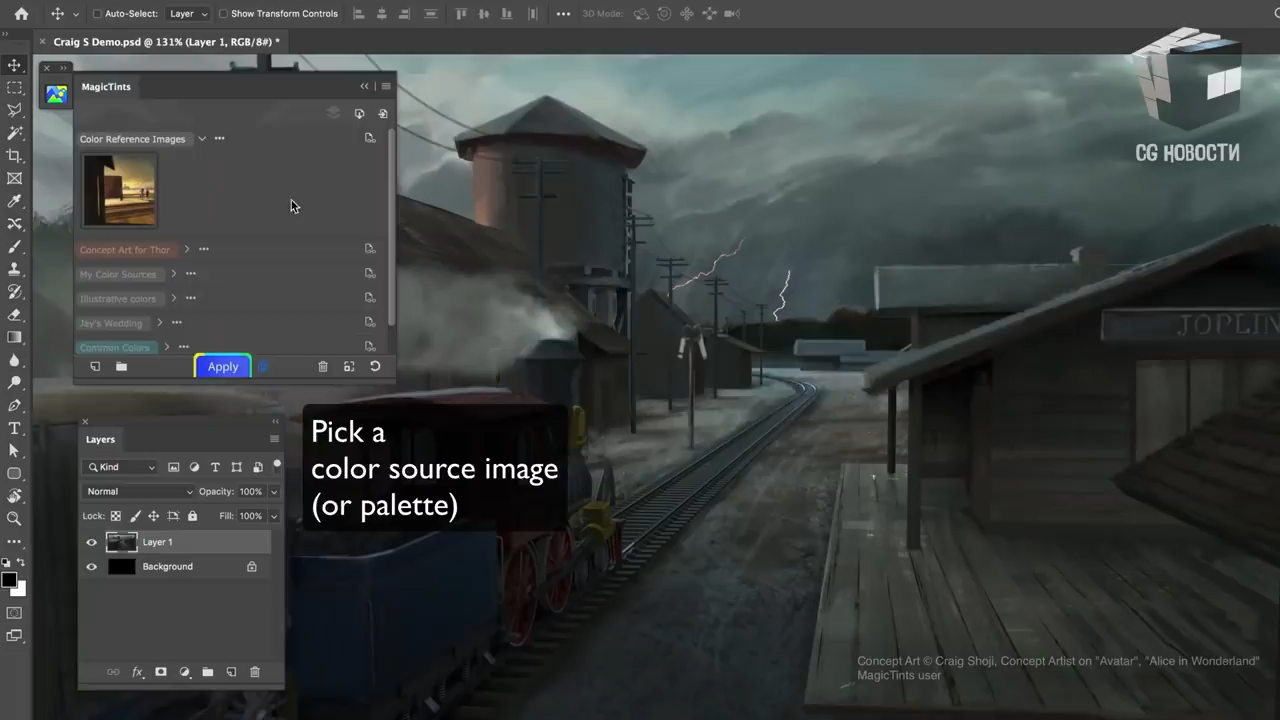 Auto-Select:
Layer
Show Transform Controls
3D Mode:
Craig S Demo.psd @ 131% (Layer 1, RGB/8#) *
CG НОВОСТИ
MagicTints
Color Reference Images
Concept Art for Thor
My Color Sources
Illustrative colors
Jay's Wedding
Common Colors
Apply
JOPLIN
Pick a
color source image
(or palette)
Layers
Kind
Normal
Opacity: 100%
Lock:
Fill: 100%
Layer 1
Background
fx
Concept Art © Craig Shoji, Concept Artist on "Avatar", "Alice in Wonderland"
MagicTints user